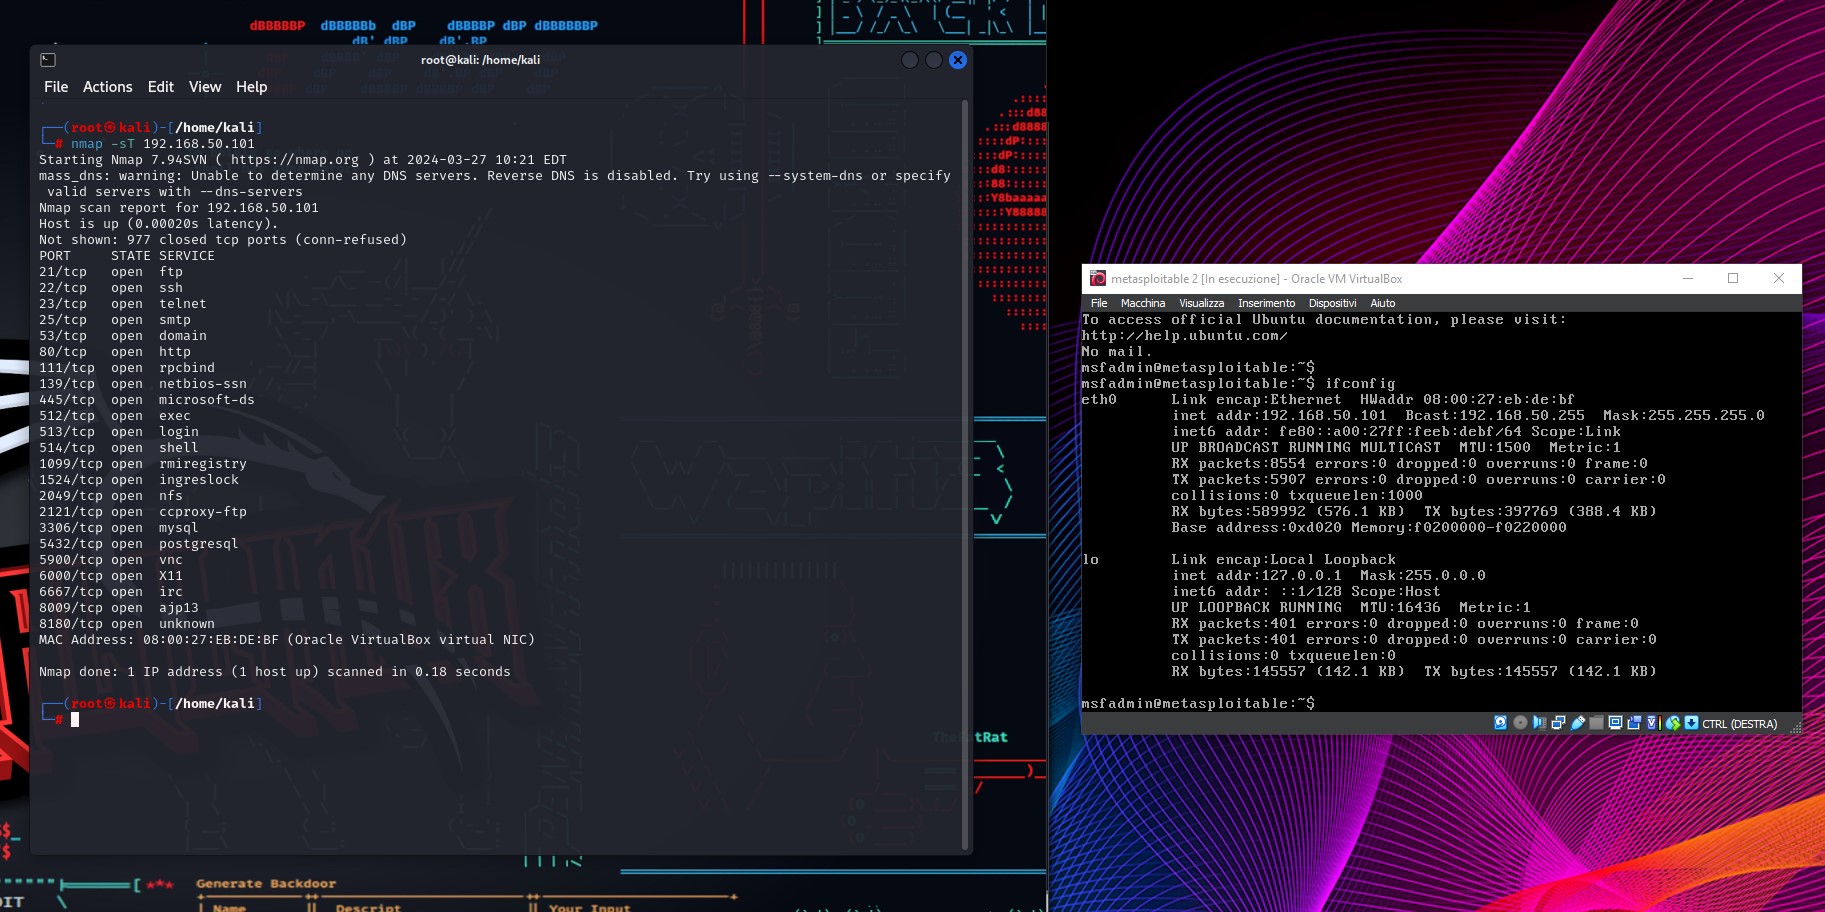 root@kali: /home/kali
File Actions Edit View Help
(root㉿kali)-[/home/kali]
# nmap -sT 192.168.50.101
Starting Nmap 7.94SVN ( https://nmap.org ) at 2024-03-27 10:21 EDT
mass_dns: warning: Unable to determine any DNS servers. Reverse DNS is disabled. Try using --system-dns or specify
valid servers with --dns-servers
Nmap scan report for 192.168.50.101
Host is up (0.00020s latency).
Not shown: 977 closed tcp ports (conn-refused)
PORT STATE SERVICE
21/tcp open ftp
22/tcp open ssh
23/tcp open telnet
25/tcp open smtp
53/tcp open domain
80/tcp open http
111/tcp open rpcbind
139/tcp open netbios-ssn
445/tcp open microsoft-ds
512/tcp open exec
513/tcp open login
514/tcp open shell
1099/tcp open rmiregistry
1524/tcp open ingreslock
2049/tcp open nfs
2121/tcp open ccproxy-ftp
3306/tcp open mysql
5432/tcp open postgresql
5900/tcp open vnc
6000/tcp open X11
6667/tcp open irc
8009/tcp open ajp13
8180/tcp open unknown
MAC Address: 08:00:27:EB:DE:BF (Oracle VirtualBox virtual NIC)
Nmap done: 1 IP address (1 host up) scanned in 0.18 seconds
(root㉿kali)-[/home/kali]
#
Generate Backdoor
Name Descript Your Input
metasploitable 2 [In esecuzione] - Oracle VM VirtualBox
File Macchina Visualizza Inserimento Dispositivi Aiuto
To access official Ubuntu documentation, please visit:
http://help.ubuntu.com/
No mail.
msfadmin@metasploitable:~$
msfadmin@metasploitable:~$ ifconfig
eth0 Link encap:Ethernet HWaddr 08:00:27:eb:de:bf
inet addr:192.168.50.101 Bcast:192.168.50.255 Mask:255.255.255.0
inet6 addr: fe80::a00:27ff:feeb:debf/64 Scope:Link
UP BROADCAST RUNNING MULTICAST MTU:1500 Metric:1
RX packets:8554 errors:0 dropped:0 overruns:0 frame:0
TX packets:5907 errors:0 dropped:0 overruns:0 carrier:0
collisions:0 txqueuelen:1000
RX bytes:589992 (576.1 KB) TX bytes:397769 (388.4 KB)
Base address:0xd020 Memory:f0200000-f0220000
lo Link encap:Local Loopback
inet addr:127.0.0.1 Mask:255.0.0.0
inet6 addr: ::1/128 Scope:Host
UP LOOPBACK RUNNING MTU:16436 Metric:1
RX packets:401 errors:0 dropped:0 overruns:0 frame:0
TX packets:401 errors:0 dropped:0 overruns:0 carrier:0
collisions:0 txqueuelen:0
RX bytes:145557 (142.1 KB) TX bytes:145557 (142.1 KB)
msfadmin@metasploitable:~$
CTRL (DESTRA)